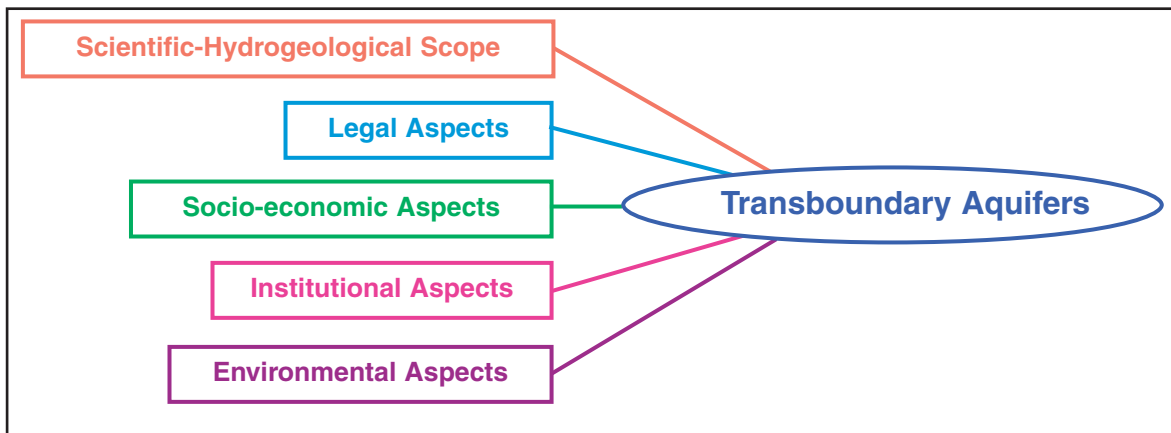 Scientific-Hydrogeological Scope
Legal Aspects
Socio-economic Aspects
Transboundary Aquifers
Institutional Aspects
Environmental Aspects